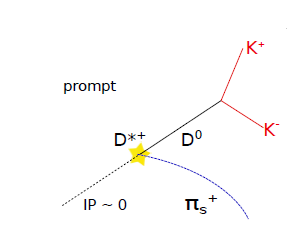 K⁺
prompt
D*⁺
D⁰
K⁻
IP ~ 0
πₛ⁺